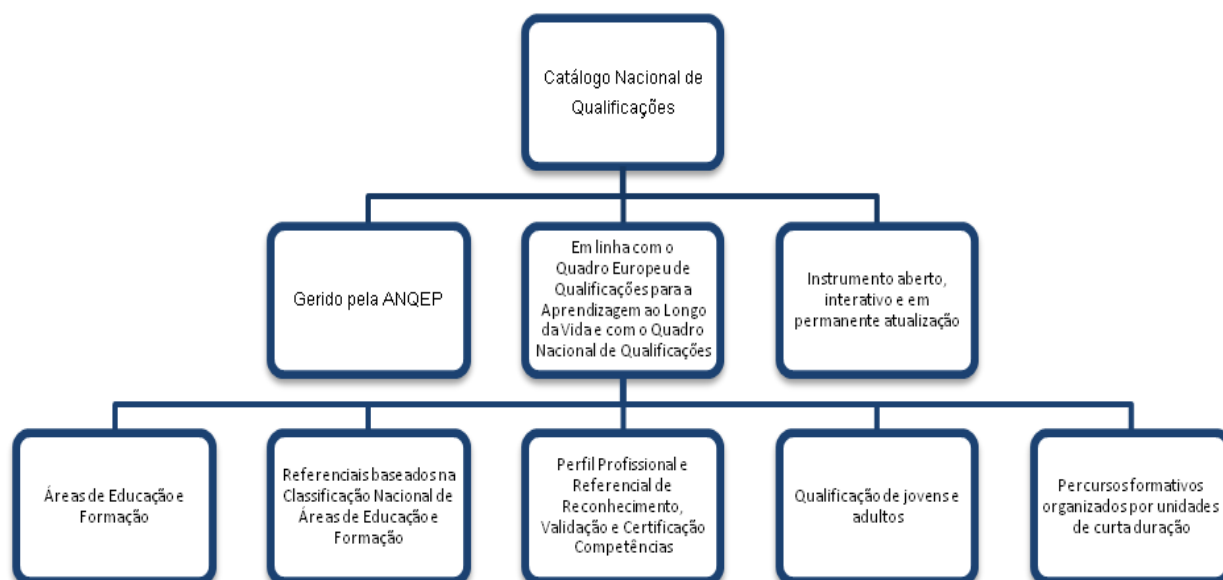 Catálogo Nacional de
Qualificações
Gerido pela ANQEP
Em linha com o
Quadro Europeu de
Qualificações para a
Aprendizagem ao Longo
da Vida e com o Quadro
Nacional de Qualificações
Instrumento aberto,
interativo e em
permanente atualização
Áreas de Educação e
Formação
Referenciais baseados na
Classificação Nacional de
Áreas de Educação e
Formação
Perfil Profissional e
Referencial de
Reconhecimento,
Validação e Certificação
Competências
Qualificação de jovens e
adultos
Percursos formativos
organizados por unidades
de curta duração